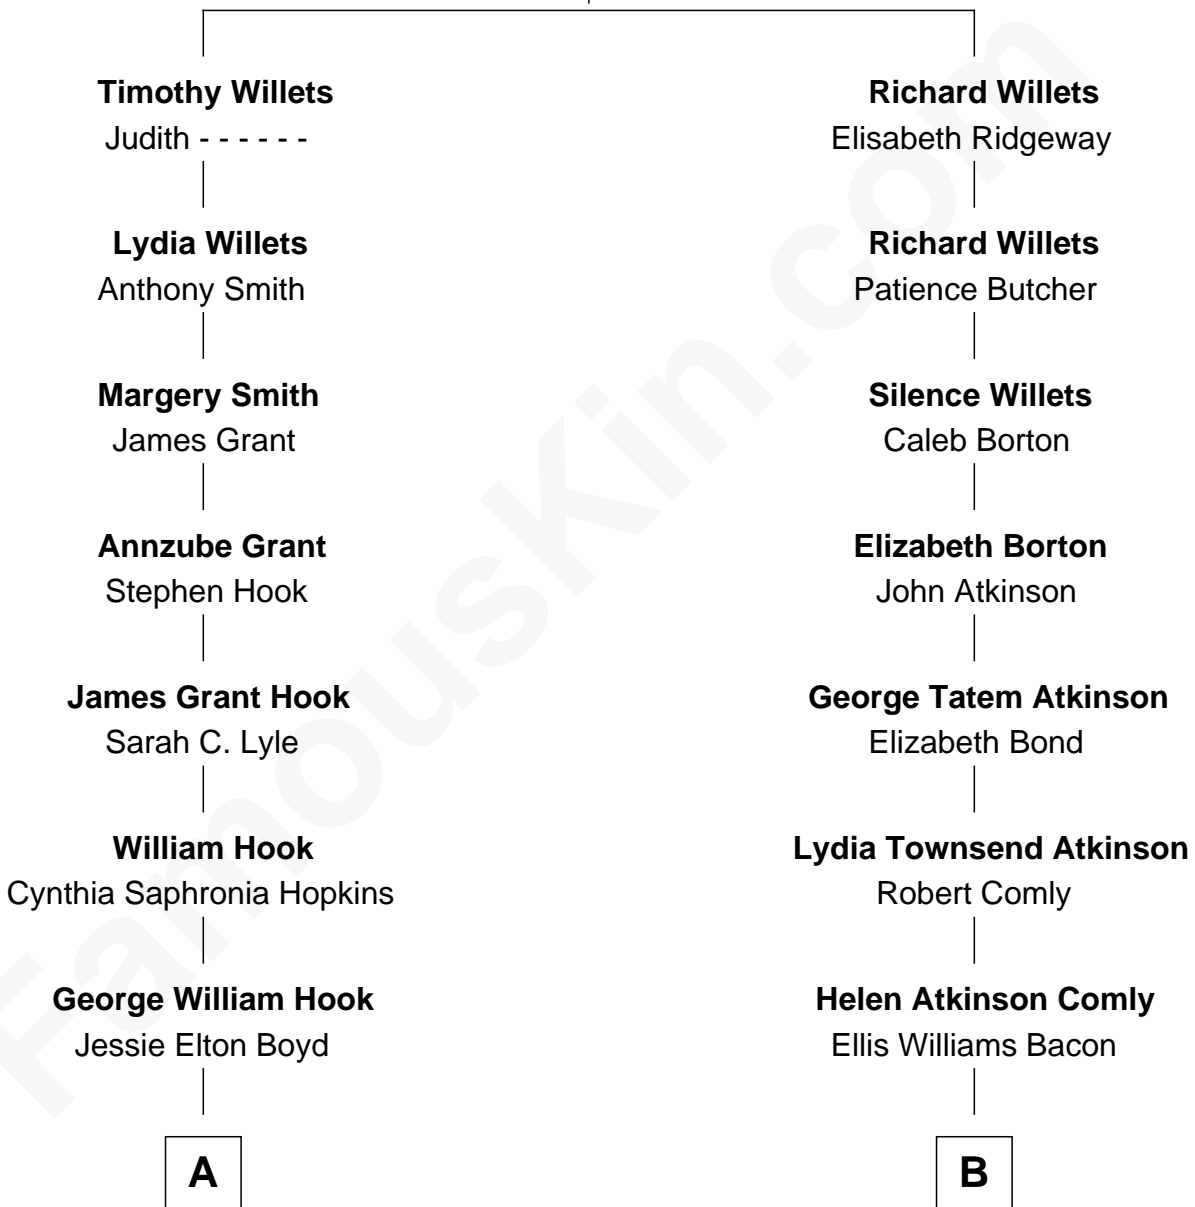 Timothy Willets
Judith - - - - - -
Lydia Willets
Anthony Smith
Margery Smith
James Grant
Annzube Grant
Stephen Hook
James Grant Hook
Sarah C. Lyle
William Hook
Cynthia Saphronia Hopkins
George William Hook
Jessie Elton Boyd
A
Richard Willets
Elisabeth Ridgeway
Richard Willets
Patience Butcher
Silence Willets
Caleb Borton
Elizabeth Borton
John Atkinson
George Tatem Atkinson
Elizabeth Bond
Lydia Townsend Atkinson
Robert Comly
Helen Atkinson Comly
Ellis Williams Bacon
B
FamousKin.com